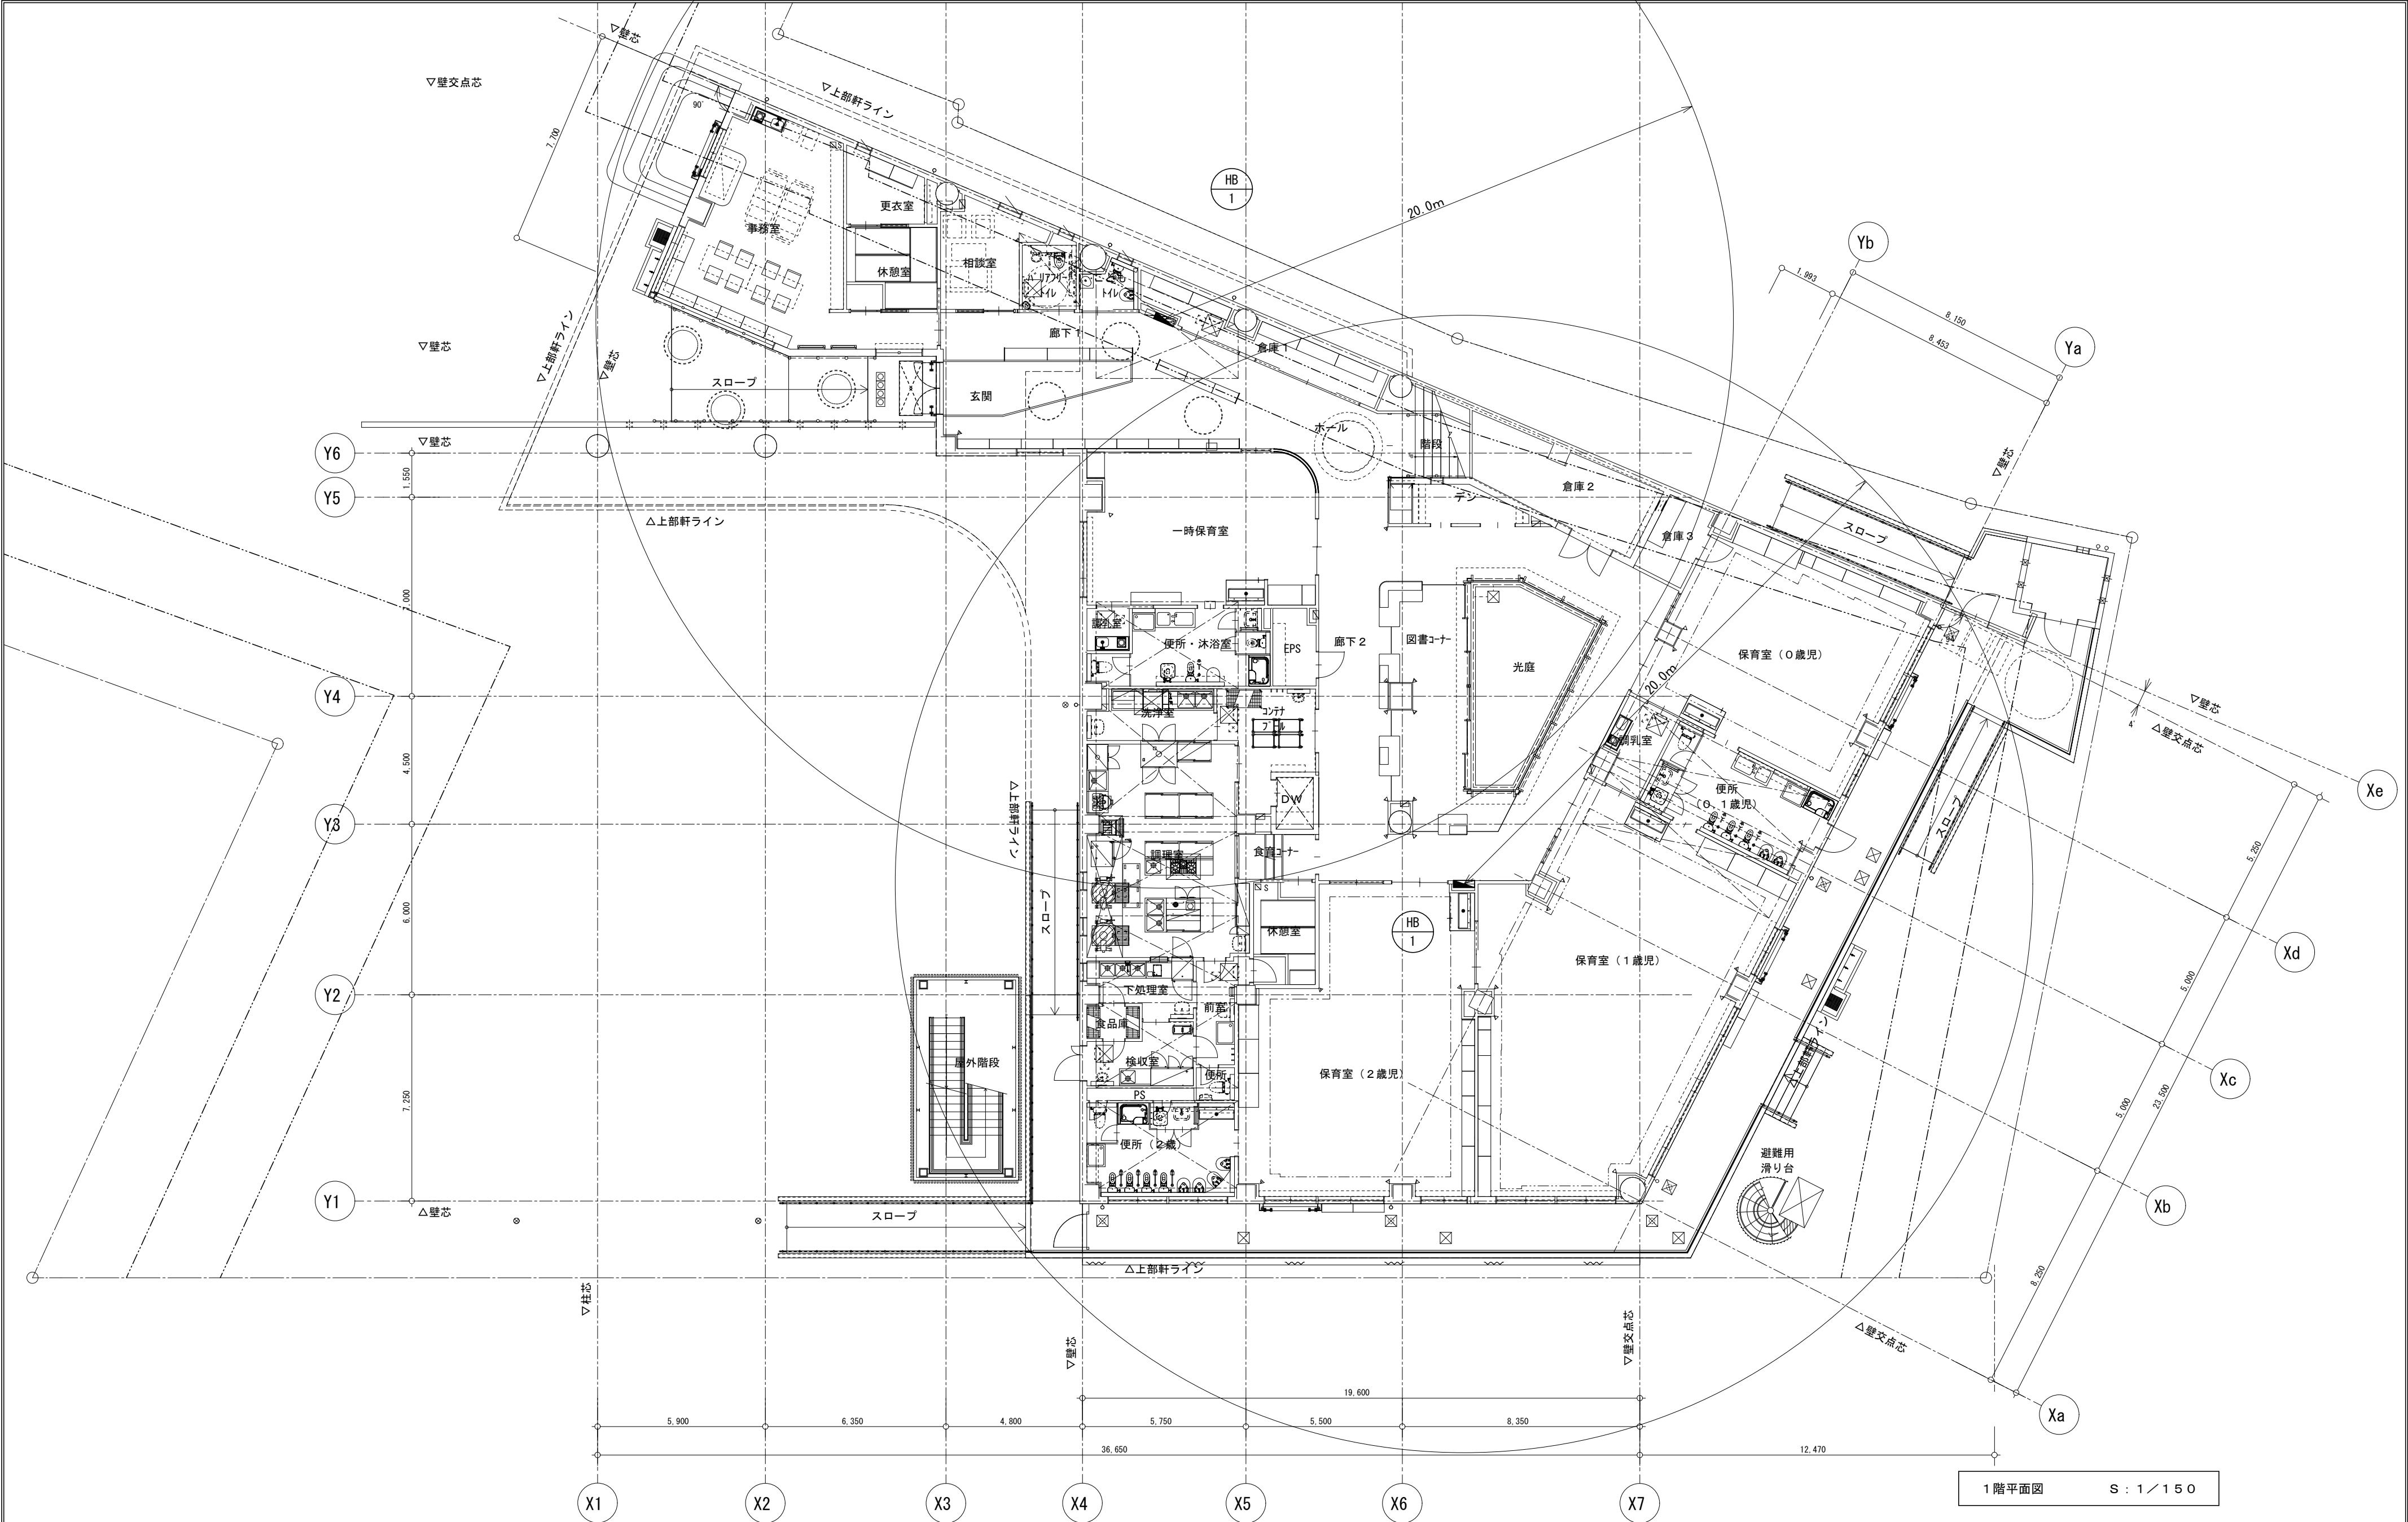 ▽壁芯
▽壁交点芯
90°
▽上部軒ライン
7,700
HB
1
20.0m
更衣室
S
事務室
休憩室
相談室
バリアフリー
トイレ
トイレ
Yb
1,993
8,150
8,453
Ya
▽上部軒ライン
▽壁芯
▽壁芯
廊下1
倉庫1
スロープ
玄関
ホール
階段
▽壁芯
▽壁芯
Y6
1,550
Y5
△上部軒ライン
デン
倉庫2
倉庫3
スロープ
一時保育室
7,000
調乳室
便所・沐浴室
EPS
廊下2
図書コーナー
光庭
保育室（0歳児）
20.0m
Y4
洗浄室
コンテナ
プール
調乳室
▽壁芯
4°
△壁交点芯
4,500
△上部軒ライン
DW
便所
（0,1歳児）
スロープ
Xe
Y3
調理室
食育コーナー
S
5,250
スロープ
6,000
休憩室
HB
1
保育室（1歳児）
Xd
Y2
下処理室
前室
食品庫
5,000
屋外階段
検収室
便所
保育室（2歳児）
△上部軒ライン
Xc
7,250
PS
便所（2歳）
5,000
23,500
避難用
滑り台
Y1
△壁芯
スロープ
Xb
△上部軒ライン
8,250
▽柱芯
▽壁芯
▽壁交点芯
△壁交点芯
19,600
Xa
5,900
6,350
4,800
5,750
5,500
8,350
36,650
12,470
X1
X2
X3
X4
X5
X6
X7
1階平面図 S：1／150